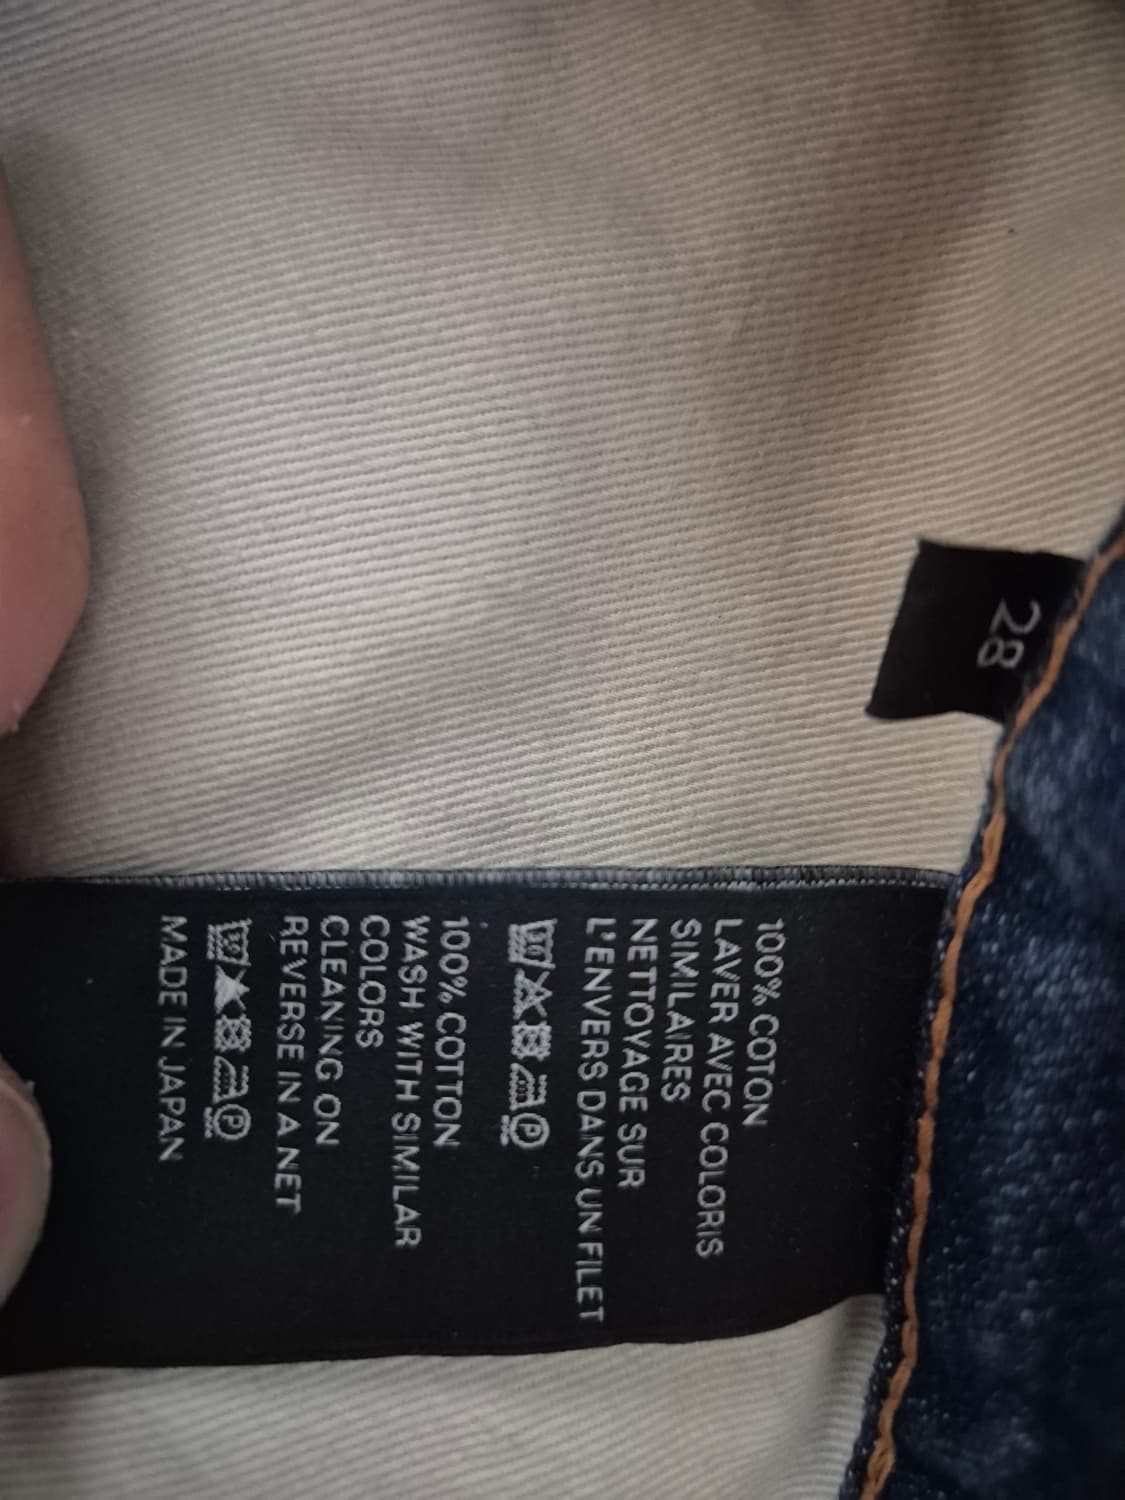 28
100% COTON
LAVER AVEC COLORIS
SIMILAIRES
NETTOYAGE SUR
L'ENVERS DANS UN FILET
100% COTTON
WASH WITH SIMILAR
COLORS
CLEANING ON
REVERSE IN A NET
MADE IN JAPAN